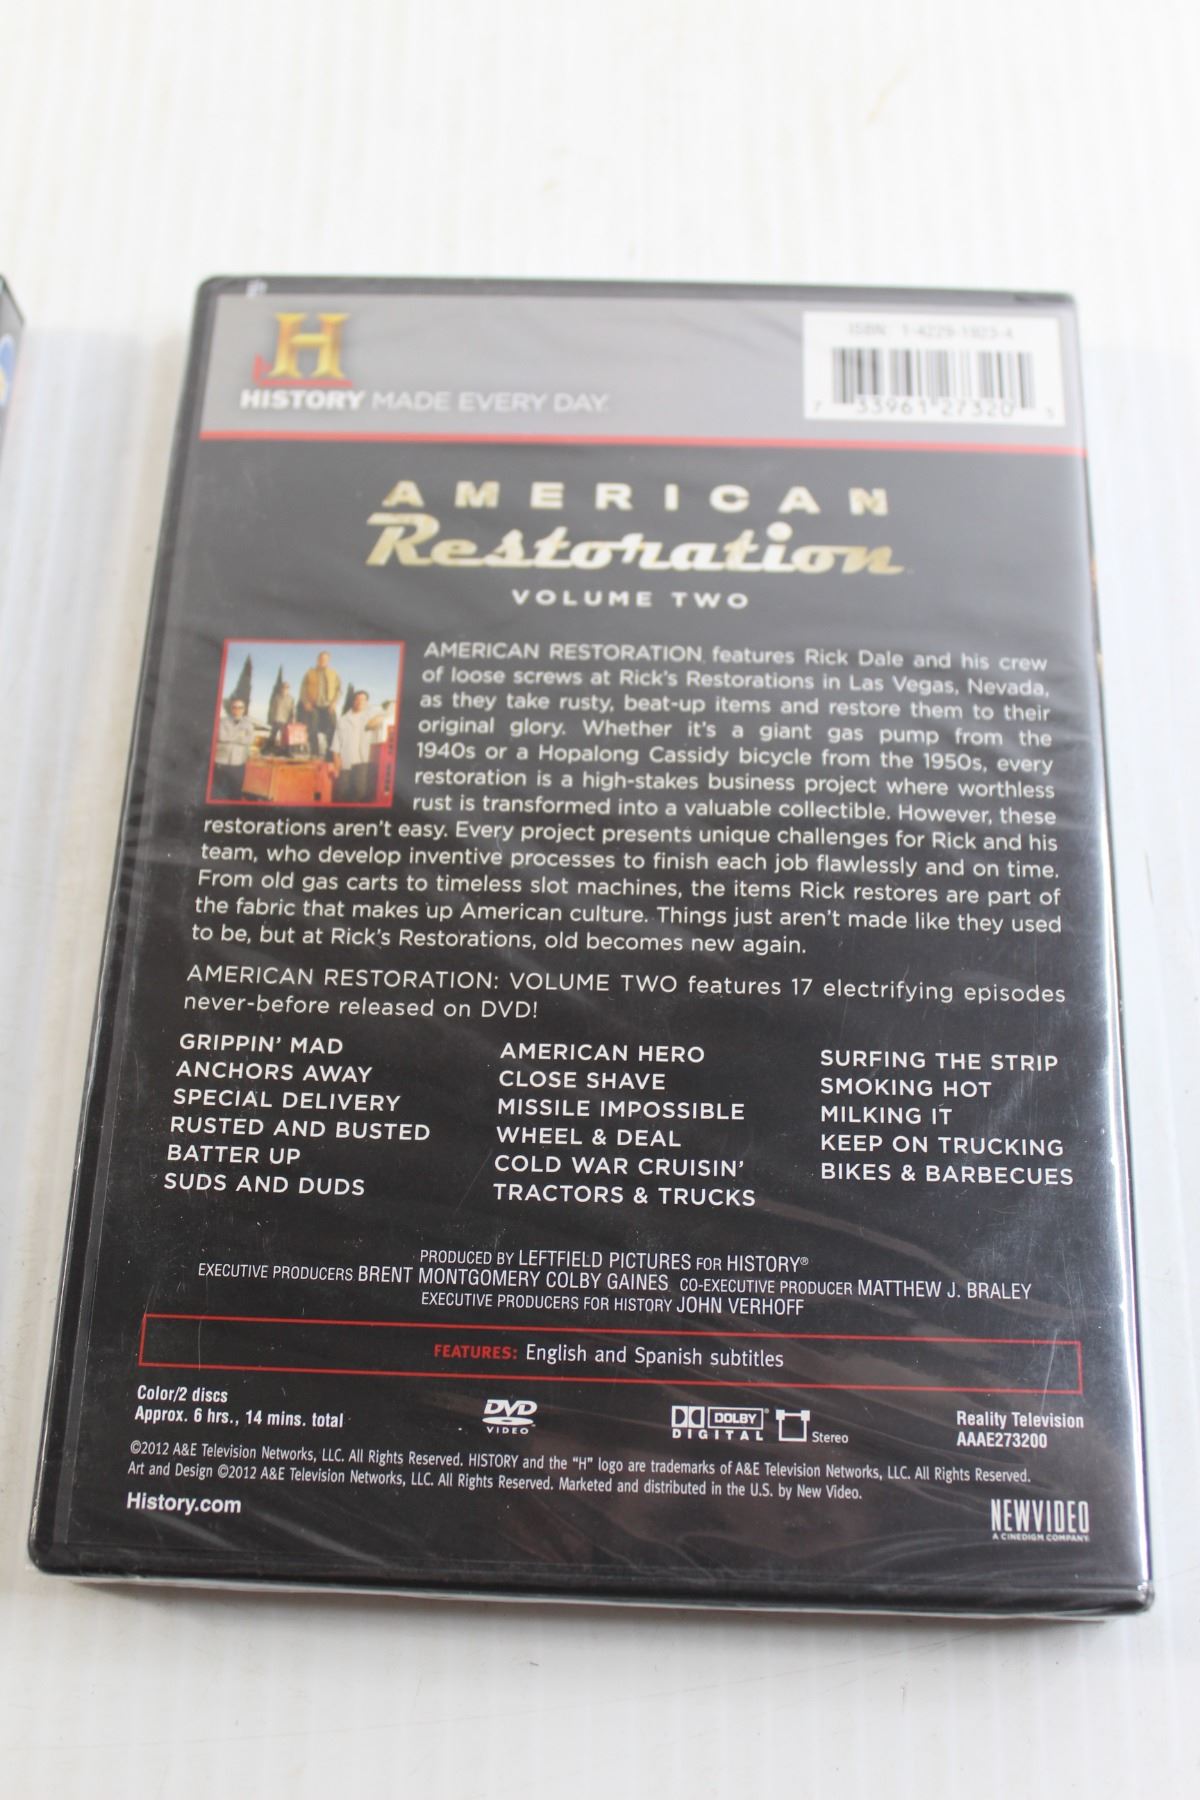 H
HISTORY MADE EVERY DAY.
ISBN: 1-4229-1923-4
7 33961 27320 3
AMERICAN
Restoration
VOLUME TWO
AMERICAN RESTORATION features Rick Dale and his crew
of loose screws at Rick's Restorations in Las Vegas, Nevada,
as they take rusty, beat-up items and restore them to their
original glory. Whether it's a giant gas pump from the
1940s or a Hopalong Cassidy bicycle from the 1950s, every
restoration is a high-stakes business project where worthless
rust is transformed into a valuable collectible. However, these
restorations aren't easy. Every project presents unique challenges for Rick and his
team, who develop inventive processes to finish each job flawlessly and on time.
From old gas carts to timeless slot machines, the items Rick restores are part of
the fabric that makes up American culture. Things just aren't made like they used
to be, but at Rick's Restorations, old becomes new again.
AMERICAN RESTORATION: VOLUME TWO features 17 electrifying episodes
never-before released on DVD!
GRIPPIN' MAD
ANCHORS AWAY
SPECIAL DELIVERY
RUSTED AND BUSTED
BATTER UP
SUDS AND DUDS
AMERICAN HERO
CLOSE SHAVE
MISSILE IMPOSSIBLE
WHEEL & DEAL
COLD WAR CRUISIN'
TRACTORS & TRUCKS
SURFING THE STRIP
SMOKING HOT
MILKING IT
KEEP ON TRUCKING
BIKES & BARBECUES
PRODUCED BY LEFTFIELD PICTURES FOR HISTORY®
EXECUTIVE PRODUCERS BRENT MONTGOMERY COLBY GAINES CO-EXECUTIVE PRODUCER MATTHEW J. BRALEY
EXECUTIVE PRODUCERS FOR HISTORY JOHN VERHOFF
FEATURES: English and Spanish subtitles
Color/2 discs
Approx. 6 hrs., 14 mins. total
DVD
VIDEO
DOLBY
DIGITAL
Stereo
Reality Television
AAAE273200
©2012 A&E Television Networks, LLC. All Rights Reserved. HISTORY and the "H" logo are trademarks of A&E Television Networks, LLC. All Rights Reserved.
Art and Design ©2012 A&E Television Networks, LLC. All Rights Reserved. Marketed and distributed in the U.S. by New Video.
History.com
NEWVIDEO
A CINEDIGM COMPANY